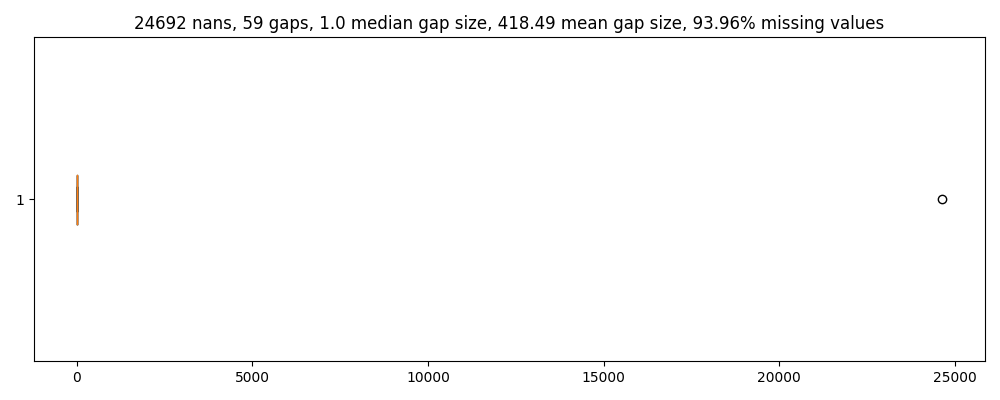 24692 nans, 59 gaps, 1.0 median gap size, 418.49 mean gap size, 93.96% missing values
1
0 5000 10000 15000 20000 25000